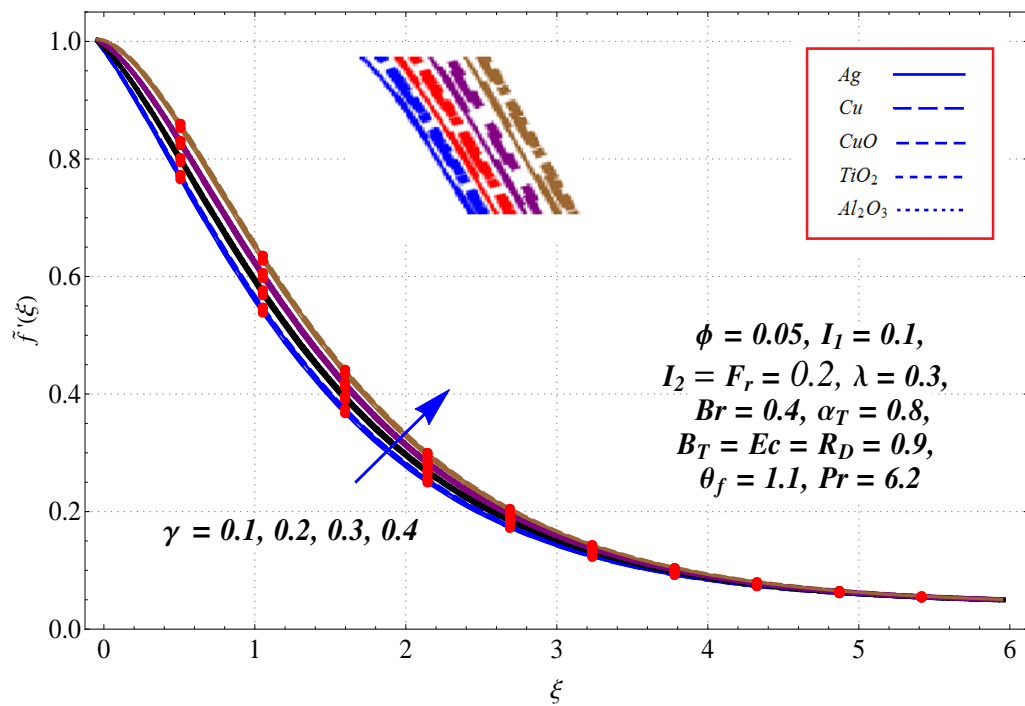 1.0
0.8
0.6
0.4
0.2
0.0
f̃ '(ξ)
Ag
Cu
CuO
TiO₂
Al₂O₃
ϕ = 0.05, I₁ = 0.1,
I₂ = Fᵣ = 0.2, λ = 0.3,
Br = 0.4, α_T = 0.8,
B_T = Ec = R_D = 0.9,
θ_f = 1.1, Pr = 6.2
γ = 0.1, 0.2, 0.3, 0.4
0 1 2 3 4 5 6
ξ